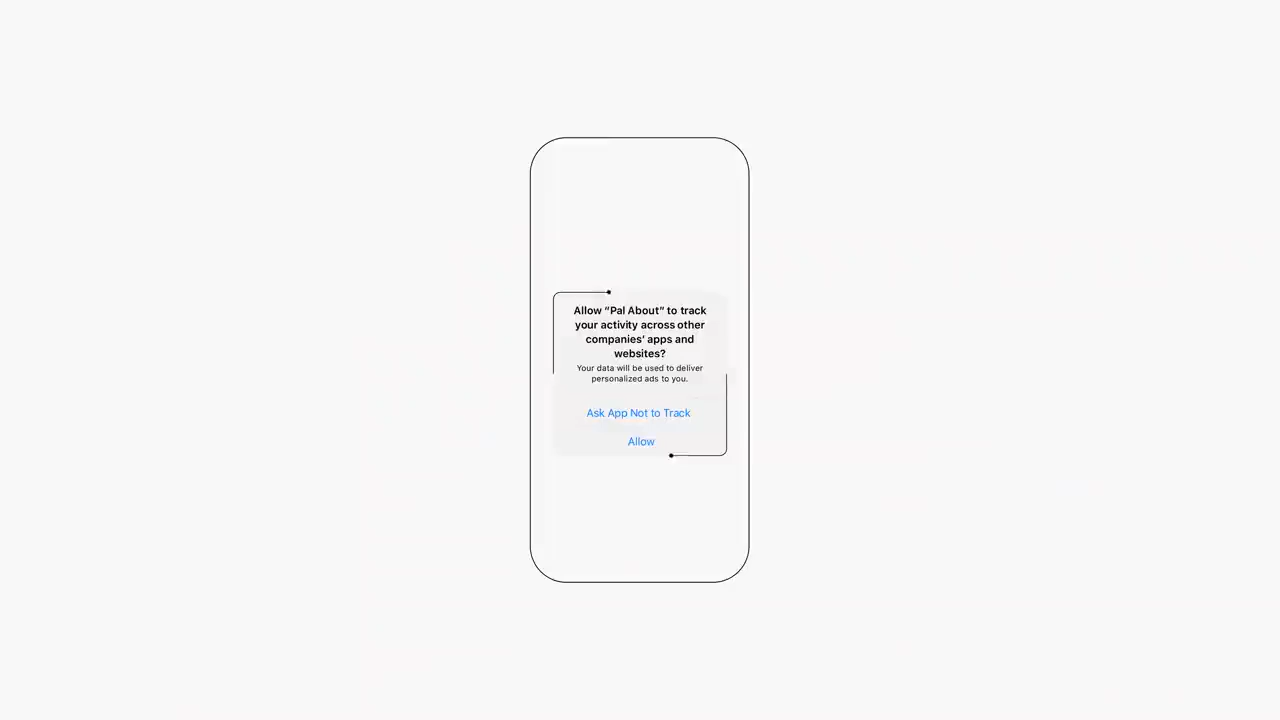 Allow “Pal About” to track
your activity across other
companies’ apps and
websites?
Your data will be used to deliver
personalized ads to you.
Ask App Not to Track
Allow